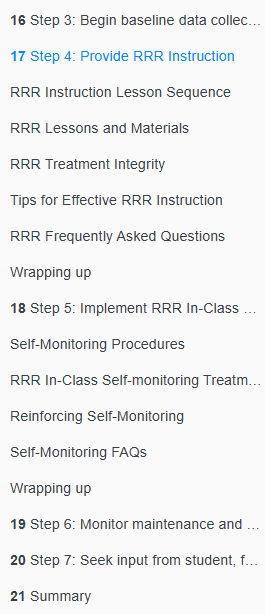 16 Step 3: Begin baseline data collec...
17 Step 4: Provide RRR Instruction
RRR Instruction Lesson Sequence
RRR Lessons and Materials
RRR Treatment Integrity
Tips for Effective RRR Instruction
RRR Frequently Asked Questions
Wrapping up
18 Step 5: Implement RRR In-Class ...
Self-Monitoring Procedures
RRR In-Class Self-monitoring Treatm...
Reinforcing Self-Monitoring
Self-Monitoring FAQs
Wrapping up
19 Step 6: Monitor maintenance and ...
20 Step 7: Seek input from student, f...
21 Summary